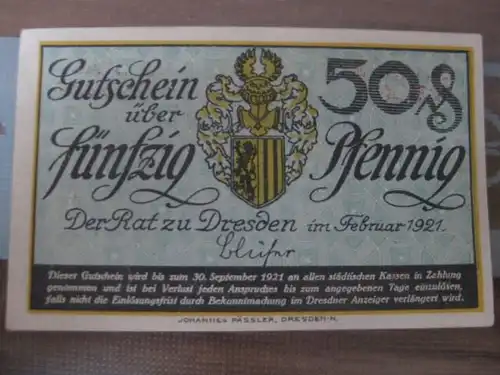 Gutschein
über
fünfzig
50 ₰
Pfennig
Der Rat zu Dresden im Februar 1921.
Blüher
Dieser Gutschein wird bis zum 30. September 1921 an allen städtischen Kassen in Zahlung
genommen und ist bei Verlust jeden Anspruches bis zum angegebenen Tage einzulösen,
falls nicht die Einlösungsfrist durch Bekanntmachung im Dresdner Anzeiger verlängert wird.
JOHANNES PÄSSLER, DRESDEN-N.